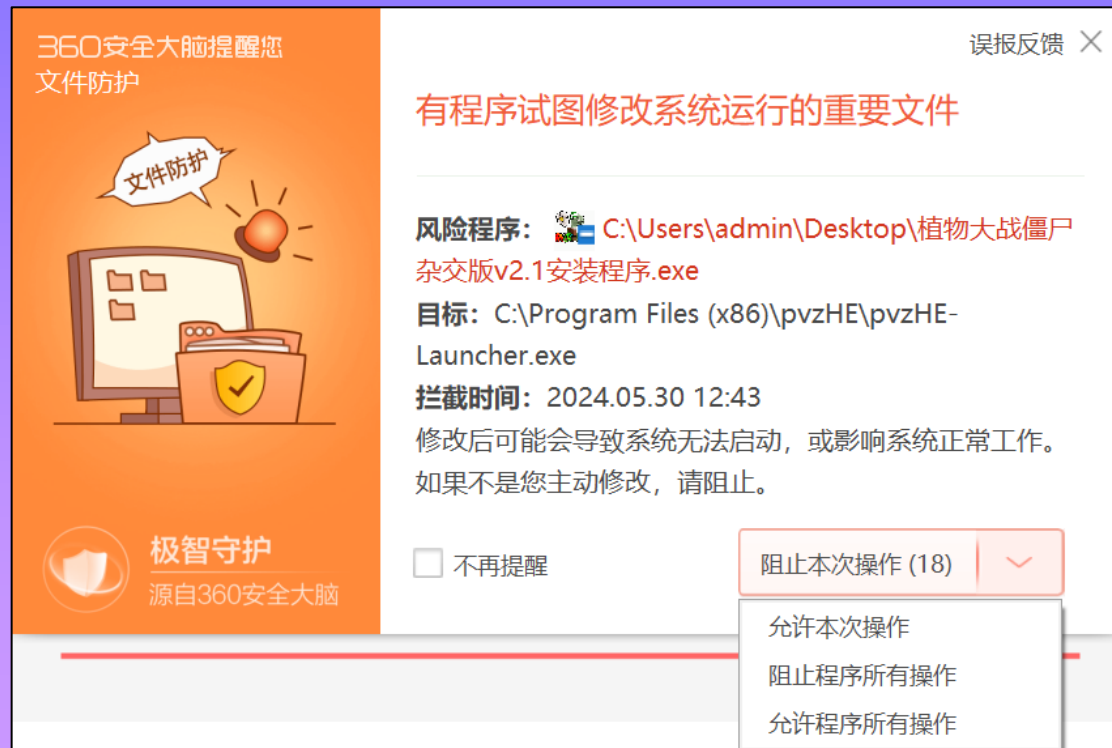 360安全大脑提醒您
文件防护
文件防护
极智守护
源自360安全大脑
误报反馈
有程序试图修改系统运行的重要文件
风险程序： C:\Users\admin\Desktop\植物大战僵尸
杂交版v2.1安装程序.exe
目标：C:\Program Files (x86)\pvzHE\pvzHE-
Launcher.exe
拦截时间：2024.05.30 12:43
修改后可能会导致系统无法启动，或影响系统正常工作。
如果不是您主动修改，请阻止。
不再提醒
阻止本次操作 (18)
允许本次操作
阻止程序所有操作
允许程序所有操作